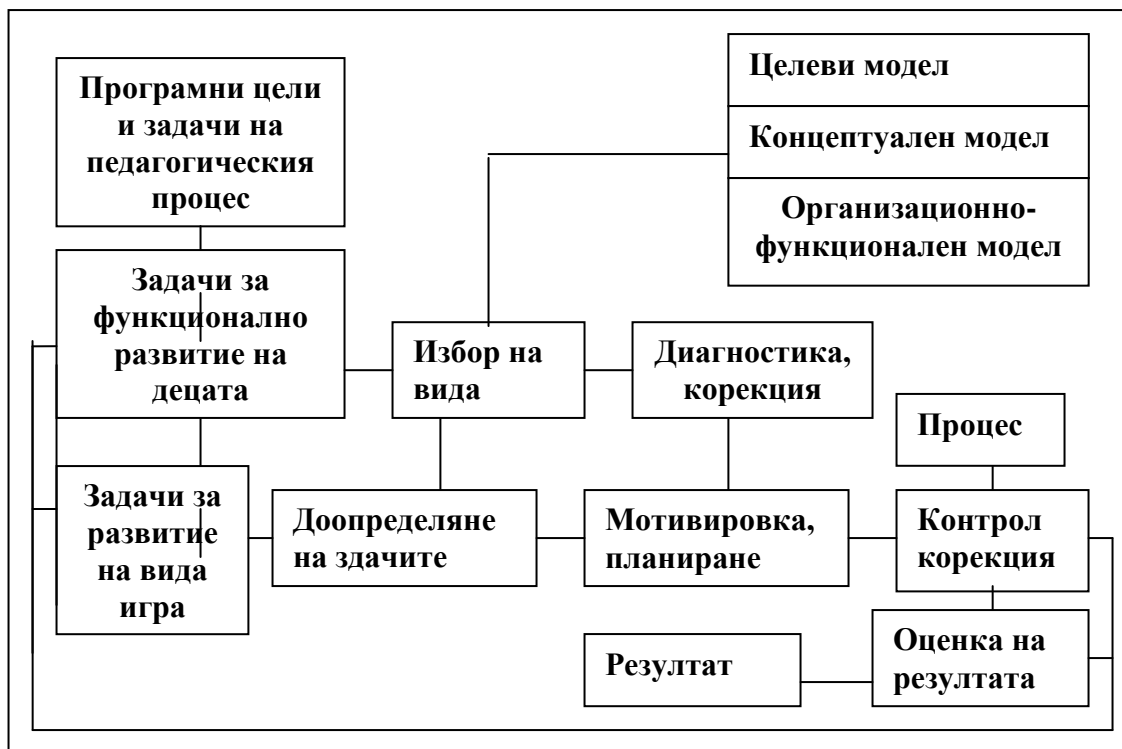 Програмни цели
и задачи на
педагогическия
процес
Целеви модел
Концептуален модел
Организационно-
функционален модел
Задачи за
функционално
развитие на
децата
Избор на
вида
Диагностика,
корекция
Процес
Задачи за
развитие
на вида
игра
Доопределяне
на здачите
Мотивировка,
планиране
Контрол
корекция
Резултат
Оценка на
резултата